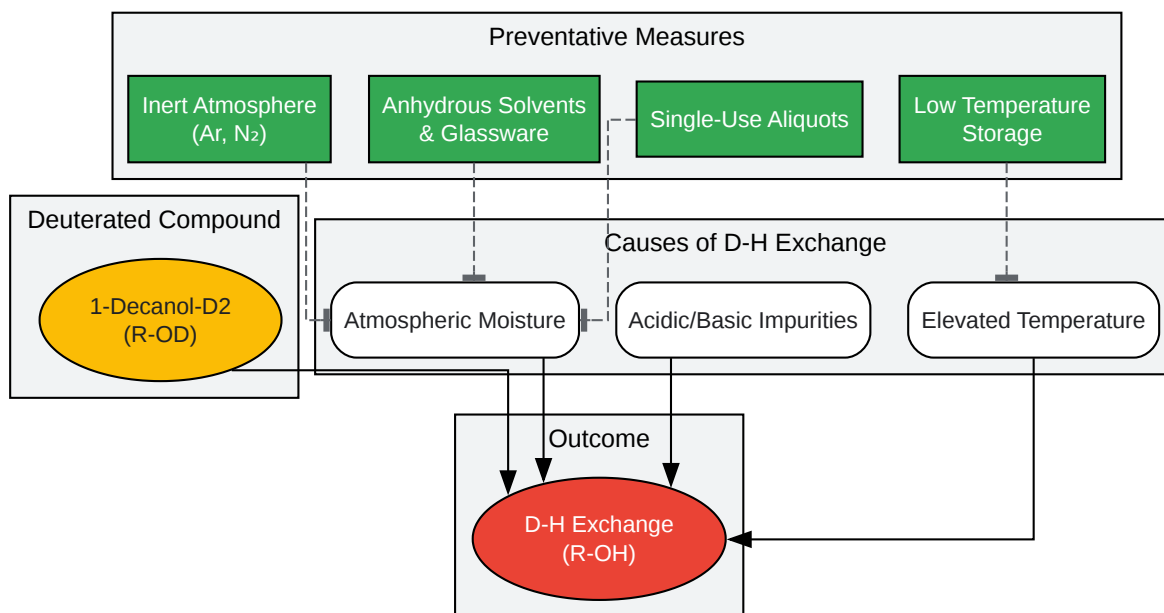 Preventative Measures
Inert Atmosphere
(Ar, N₂)
Anhydrous Solvents
& Glassware
Single-Use Aliquots
Low Temperature
Storage
Deuterated Compound
1-Decanol-D2
(R-OD)
Causes of D-H Exchange
Atmospheric Moisture
Acidic/Basic Impurities
Elevated Temperature
Outcome
D-H Exchange
(R-OH)